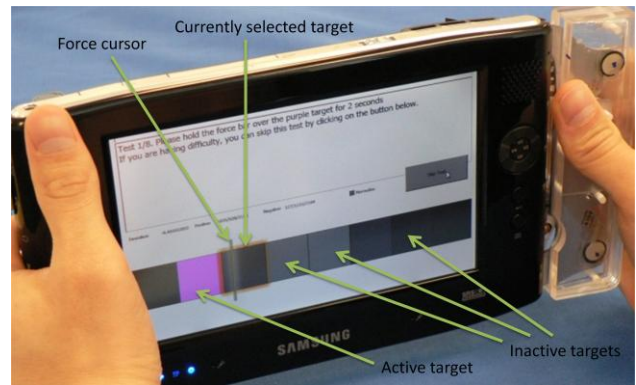 Currently selected target
Force cursor
Test 1/8. Please hold the force bar over the purple target for 2 seconds
If you are having difficulty, you can skip this test by clicking on the button below.
SAMSUNG
Active target
Inactive targets